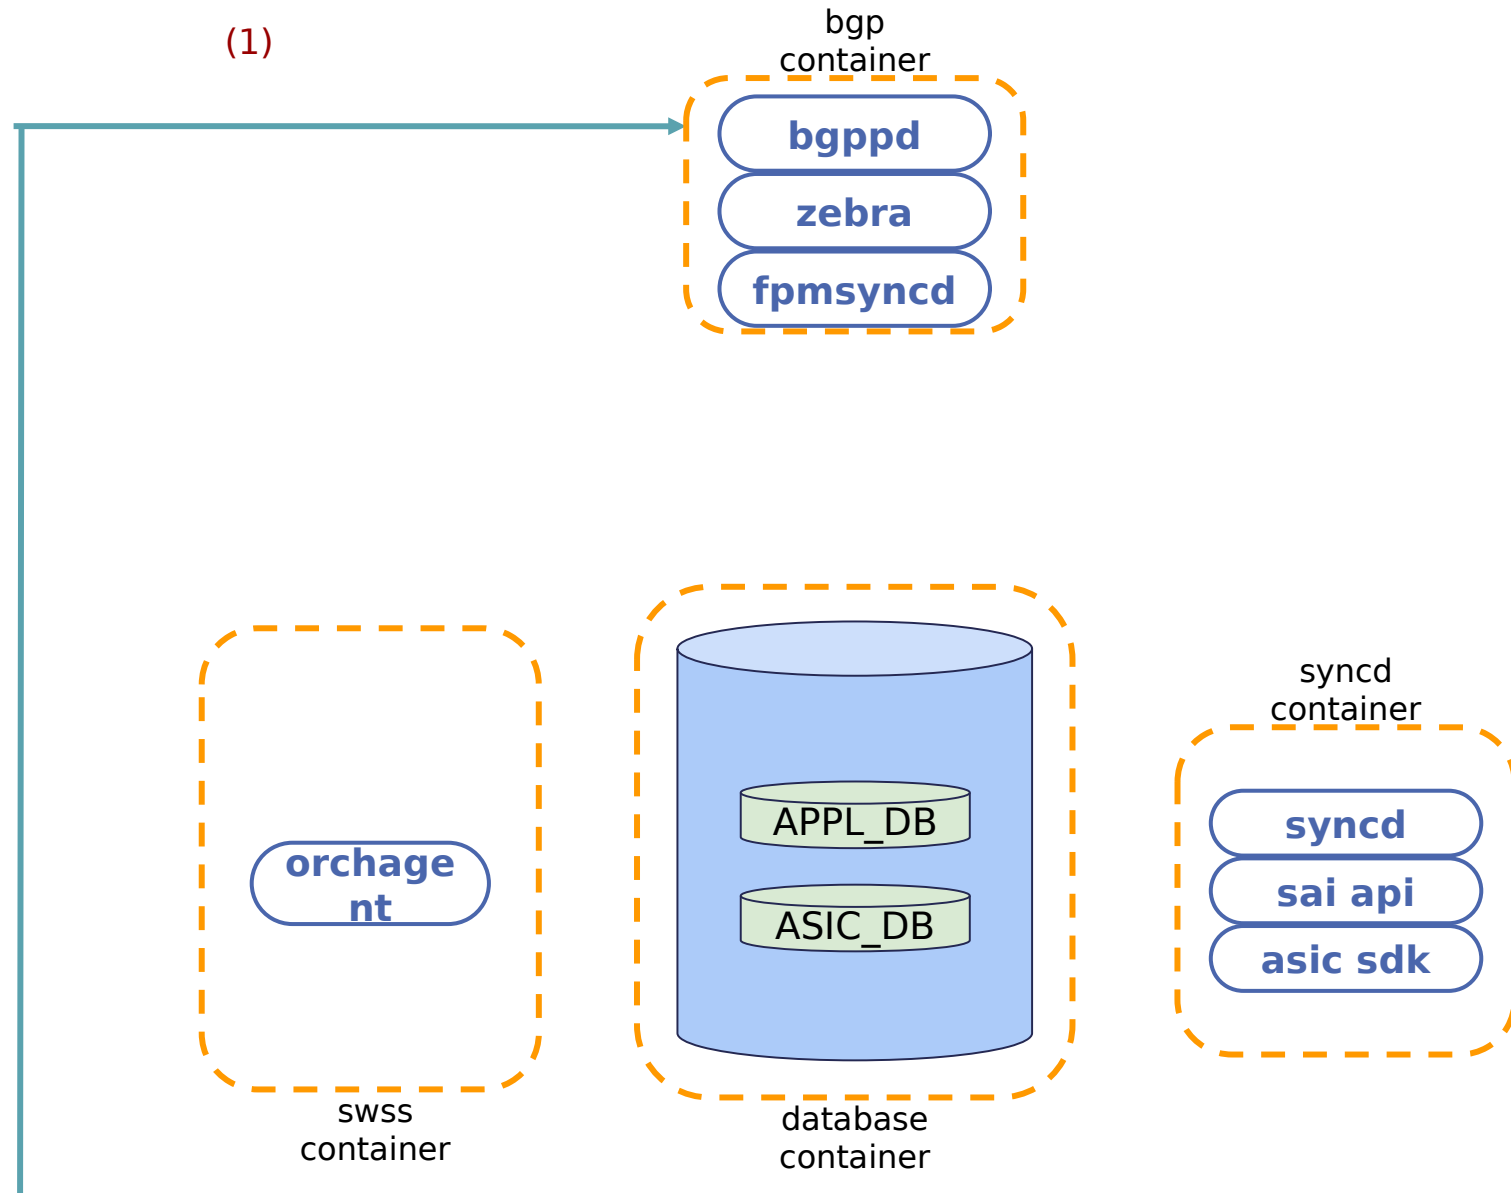 (1)
bgp
container
bgppd
zebra
fpmsyncd
orchage
nt
swss
container
APPL_DB
ASIC_DB
database
container
syncd
container
syncd
sai api
asic sdk